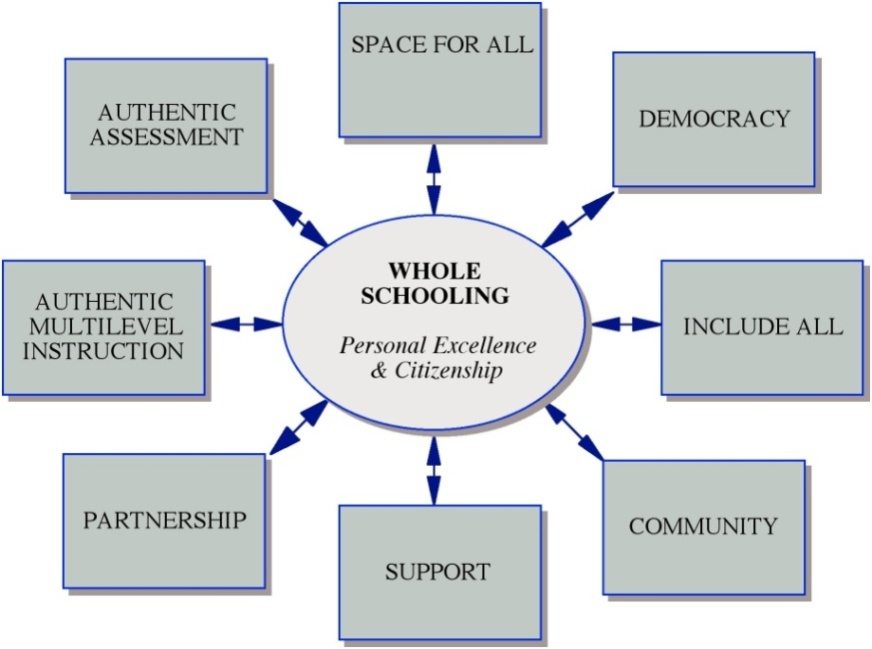 SPACE FOR ALL
AUTHENTIC
ASSESSMENT
DEMOCRACY
WHOLE
SCHOOLING
Personal Excellence
& Citizenship
AUTHENTIC
MULTILEVEL
INSTRUCTION
INCLUDE ALL
PARTNERSHIP
SUPPORT
COMMUNITY